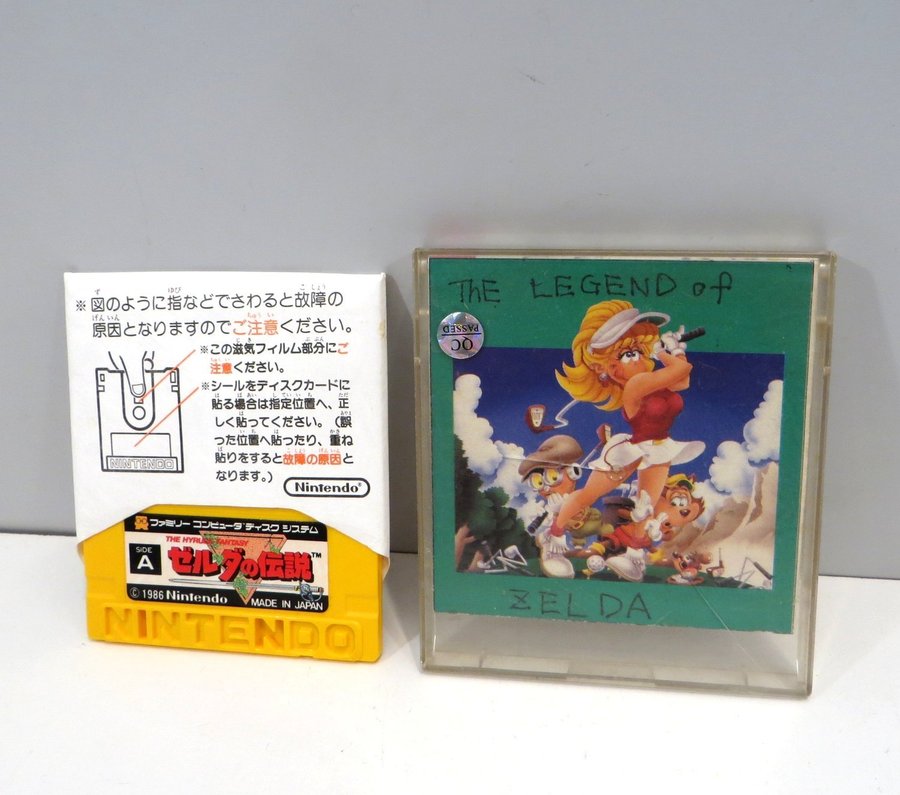 ※図のように指などでさわると故障の
原因となりますのでご注意ください。
※この滋気フィルム部分にご
注意ください。
※シールをディスクカードに
貼る場合は指定位置へ、正
しく貼ってください。(誤
った位置へ貼ったり、重ね
貼りをすると故障の原因と
なります。)
NINTENDO
Nintendo®
ファミリー コンピュータ ディスク システム
THE HYRULE FANTASY
SIDE
A
ゼルダの伝説™
©1986 Nintendo
MADE IN JAPAN
NINTENDO
THE LEGEND of
QC
PASSED
ZELDA